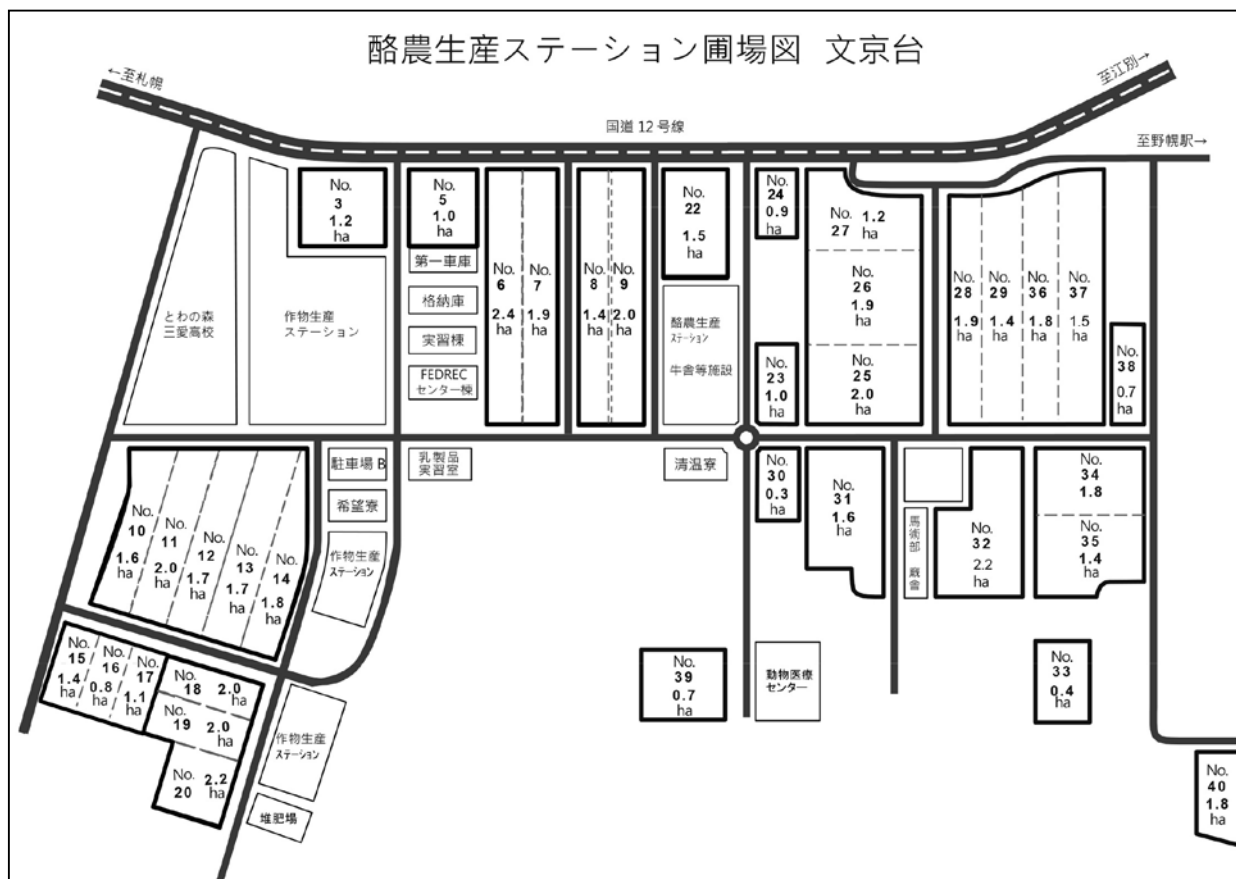 酪農生産ステーション圃場図 文京台
←至札幌
至江別→
国道12号線
至野幌駅→
No.
3
1.2
ha
No.
5
1.0
ha
第一車庫
格納庫
実習棟
FEDREC
センター棟
とわの森
三愛高校
作物生産
ステーション
No.
6
2.4
ha
No.
7
1.9
ha
No.
8
1.4
ha
No.
9
2.0
ha
No.
22
1.5
ha
酪農生産
ステーション
牛舎等施設
No.
24
0.9
ha
No.
23
1.0
ha
No.
27
1.2
ha
No.
26
1.9
ha
No.
25
2.0
ha
No.
28
1.9
ha
No.
29
1.4
ha
No.
36
1.8
ha
No.
37
1.5
ha
No.
38
0.7
ha
No.
10
1.6
ha
No.
11
2.0
ha
No.
12
1.7
ha
No.
13
1.7
ha
No.
14
1.8
ha
駐車場B
希望寮
作物生産
ステーション
乳製品
実習室
清温寮
No.
30
0.3
ha
No.
31
1.6
ha
馬術部 厩舎
No.
32
2.2
ha
No.
34
1.8
No.
35
1.4
ha
No.
15
1.4
ha
No.
16
0.8
ha
No.
17
1.1
ha
No.
18
2.0
ha
No.
19
2.0
ha
No.
20
2.2
ha
作物生産
ステーション
堆肥場
No.
39
0.7
ha
動物医療
センター
No.
33
0.4
ha
No.
40
1.8
ha